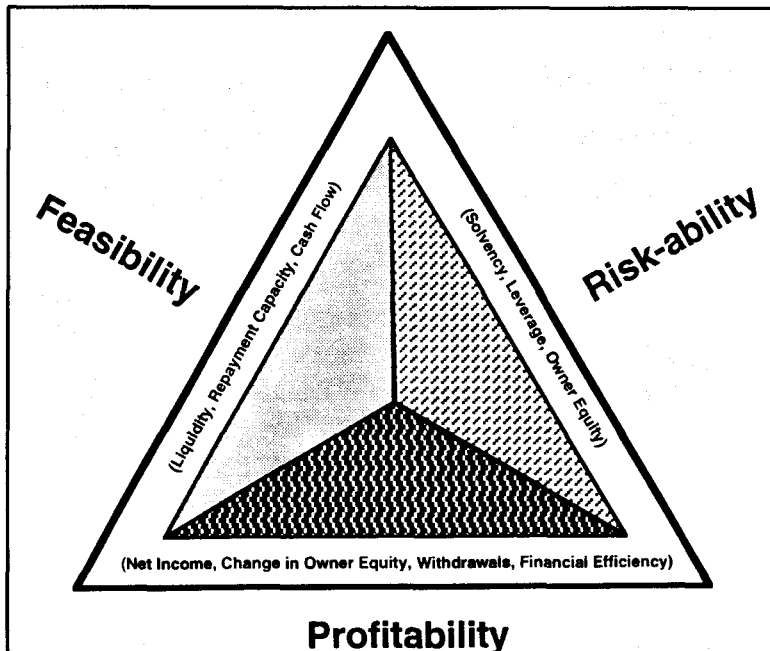 Feasibility
(Liquidity, Repayment Capacity, Cash Flow)
(Solvency, Leverage, Owner Equity)
Risk-ability
(Net Income, Change in Owner Equity, Withdrawals, Financial Efficiency)
Profitability